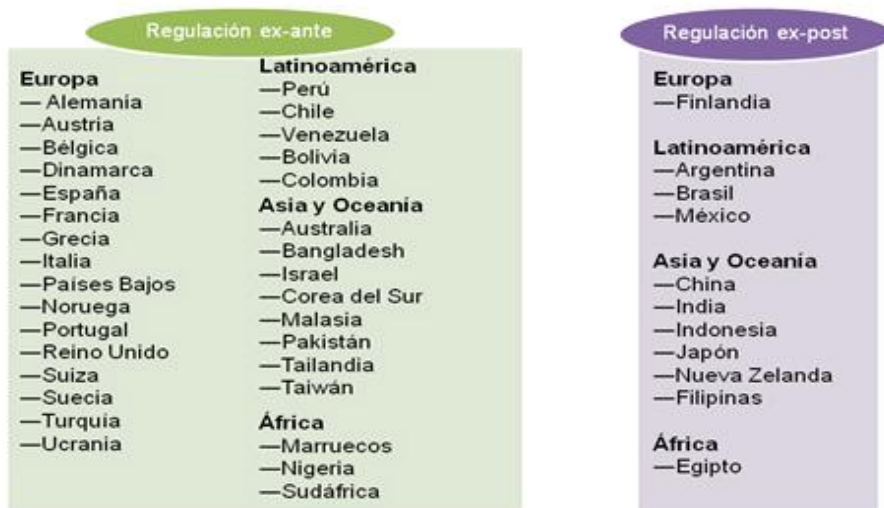 Regulación ex-ante
Europa
— Alemania
—Austria
—Bélgica
—Dinamarca
—España
—Francia
—Grecia
—Italia
—Países Bajos
—Noruega
—Portugal
—Reino Unido
—Suiza
—Suecia
—Turquía
—Ucrania
Latinoamérica
—Perú
—Chile
—Venezuela
—Bolivia
—Colombia
Asia y Oceanía
—Australia
—Bangladesh
—Israel
—Corea del Sur
—Malasia
—Pakistán
—Tailandia
—Taiwán
África
—Marruecos
—Nigeria
—Sudáfrica
Regulación ex-post
Europa
—Finlandia
Latinoamérica
—Argentina
—Brasil
—México
Asia y Oceanía
—China
—India
—Indonesia
—Japón
—Nueva Zelanda
—Filipinas
África
—Egipto